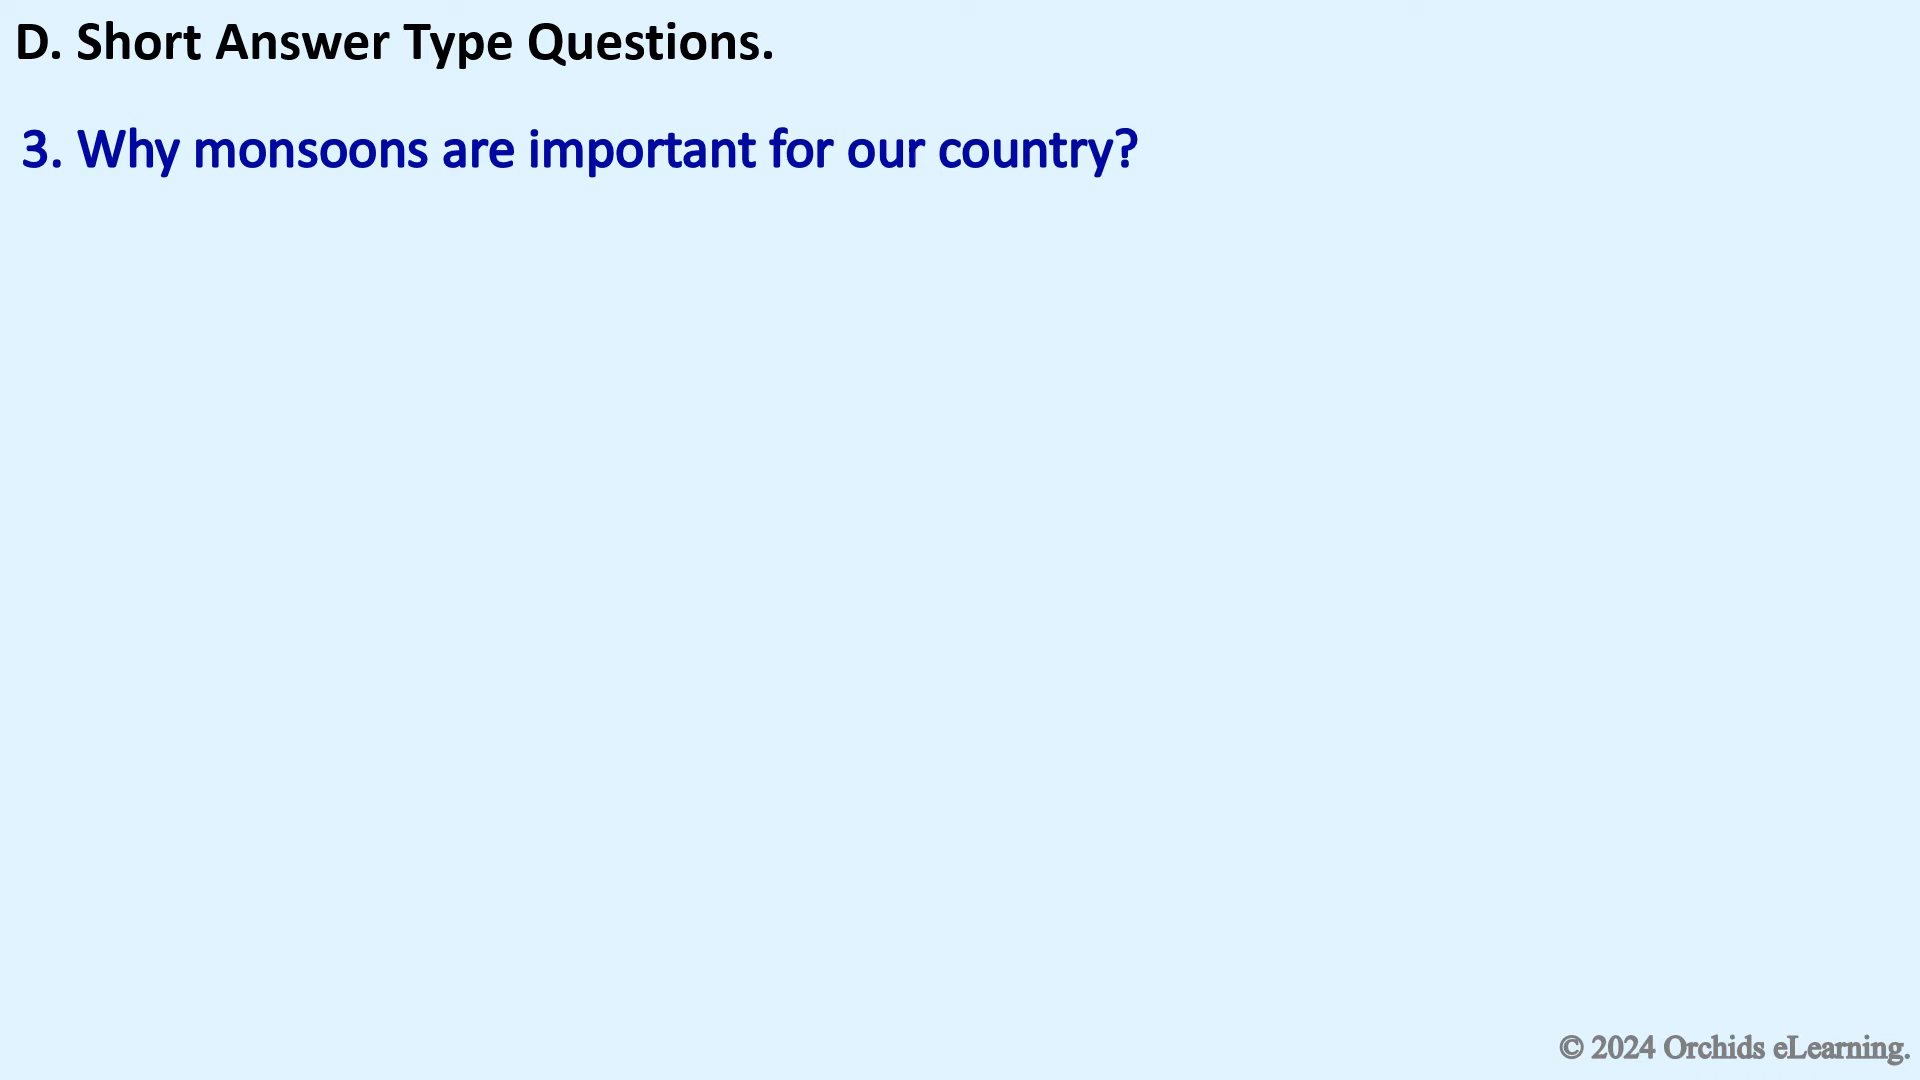 D. Short Answer Type Questions.
3. Why monsoons are important for our country?
© 2024 Orchids eLearning.